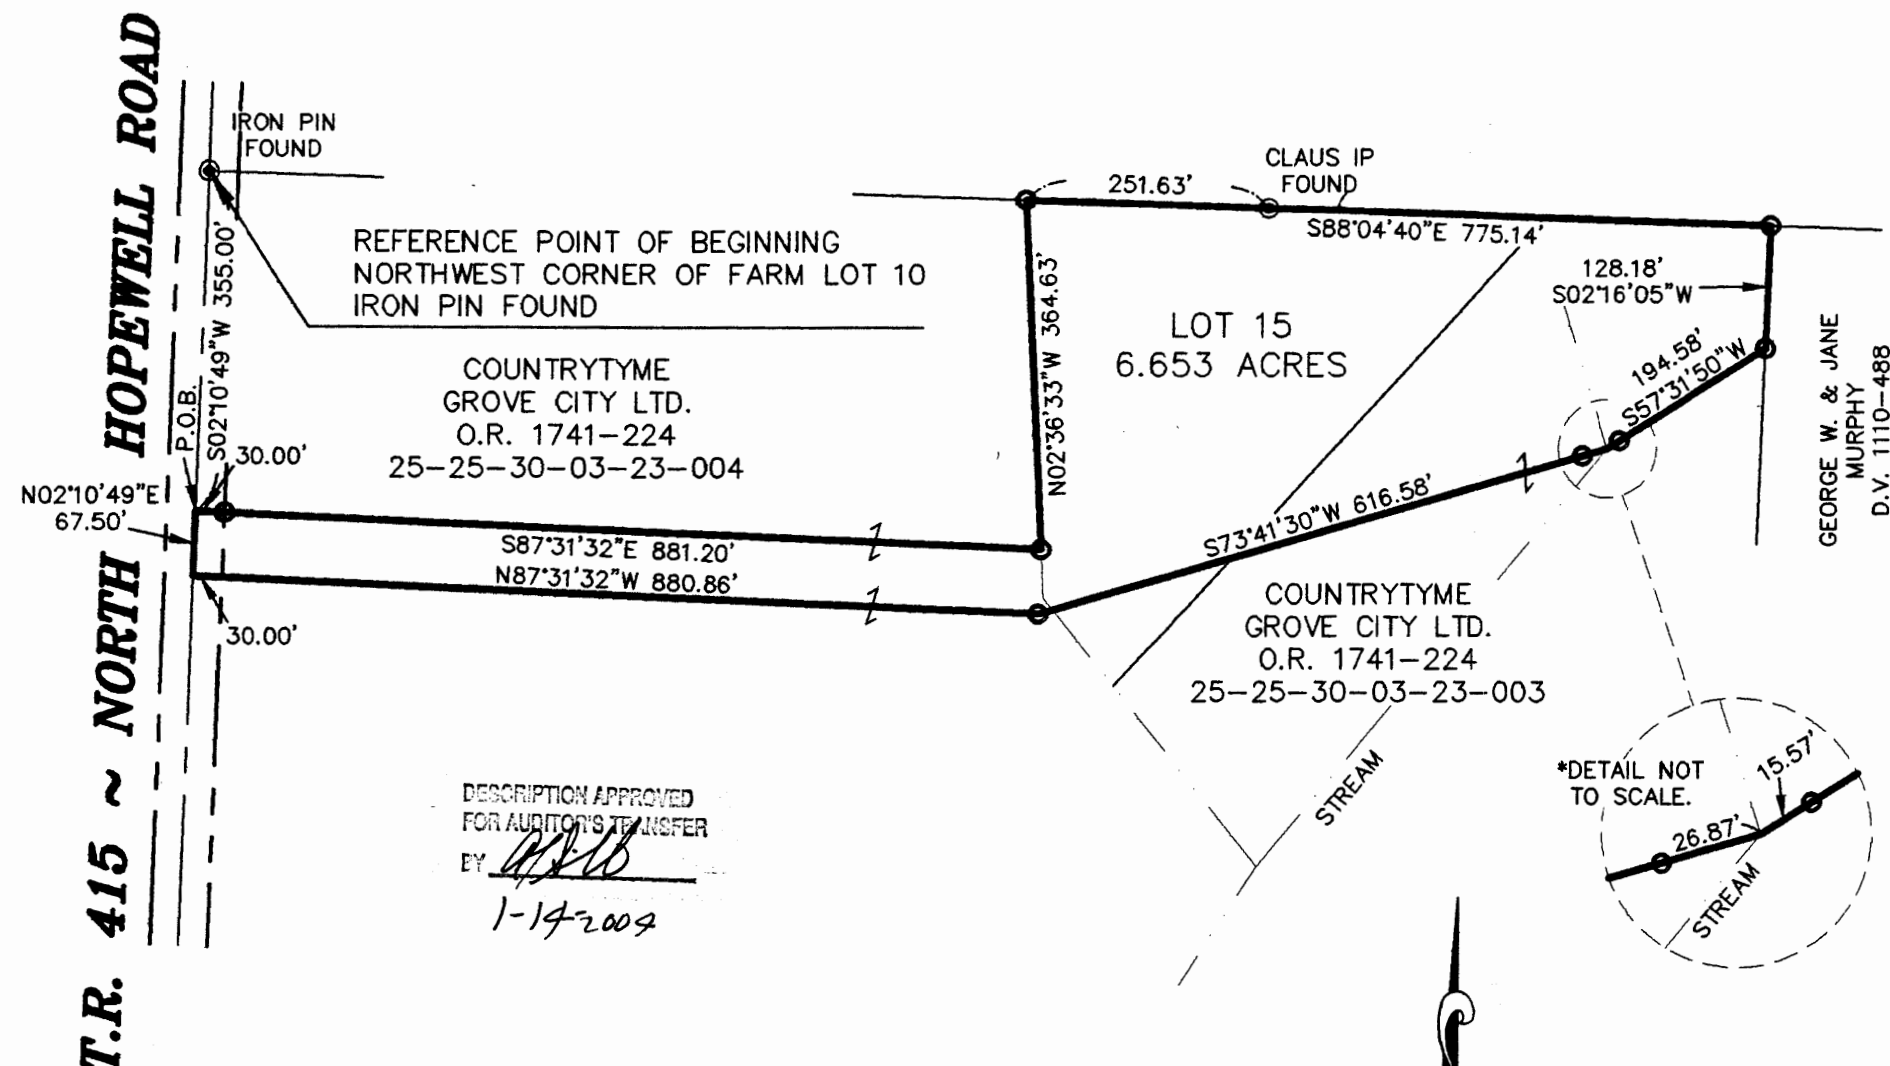 T.R. 415 ~ NORTH HOPEWELL ROAD
IRON PIN
FOUND
S02°10'49"W 355.00'
P.O.B.
REFERENCE POINT OF BEGINNING
NORTHWEST CORNER OF FARM LOT 10
IRON PIN FOUND
COUNTRYTYME
GROVE CITY LTD.
O.R. 1741-224
25-25-30-03-23-004
30.00'
N02°10'49"E
67.50'
S87°31'32"E 881.20'
N87°31'32"W 880.86'
30.00'
251.63'
CLAUS IP
FOUND
S88°04'40"E 775.14'
N02°36'33"W 364.63'
LOT 15
6.653 ACRES
128.18'
S02°16'05"W
194.58'
S57°31'50"W
S73°41'30"W 616.58'
GEORGE W. & JANE
MURPHY
D.V. 1110-488
COUNTRYTYME
GROVE CITY LTD.
O.R. 1741-224
25-25-30-03-23-003
STREAM
*DETAIL NOT
TO SCALE.
15.57'
26.87'
STREAM
DESCRIPTION APPROVED
FOR AUDITOR'S TRANSFER
BY
1-14-2004